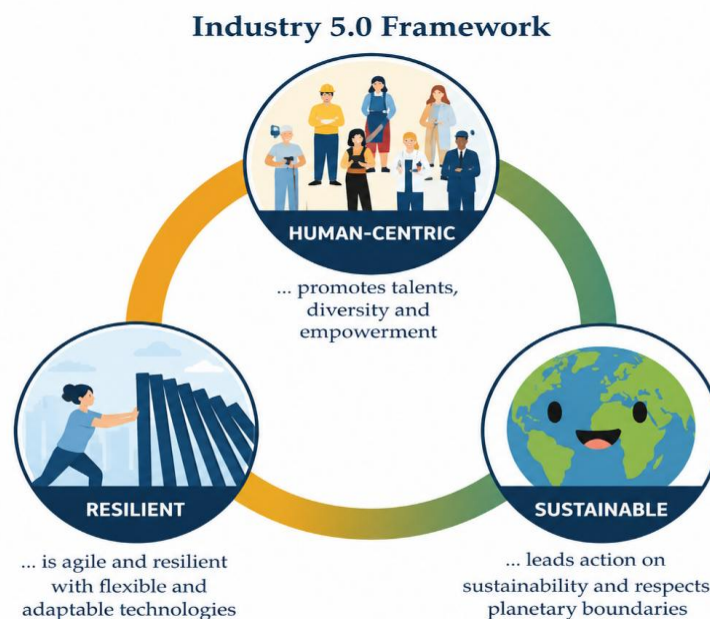 Industry 5.0 Framework
HUMAN-CENTRIC
... promotes talents,
diversity and
empowerment
RESILIENT
... is agile and resilient
with flexible and
adaptable technologies
SUSTAINABLE
... leads action on
sustainability and respects
planetary boundaries